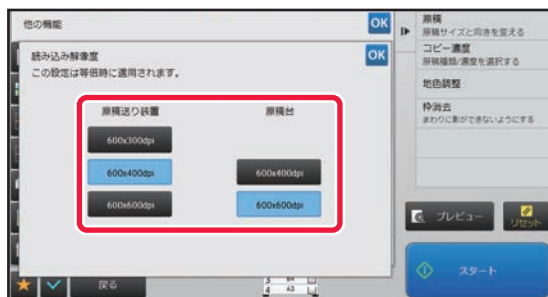 他の機能
OK
読み込み解像度
OK
この設定は等倍時に適用されます。
原稿送り装置
原稿台
600x300dpi
600x400dpi
600x400dpi
600x600dpi
600x600dpi
戻る
原稿
原稿サイズと向きを変える
コピー濃度
原稿種類/濃度を選択する
地色調整
枠消去
まわりに影ができないようにする
プレビュー
リセット
スタート
3 B4
4 A3